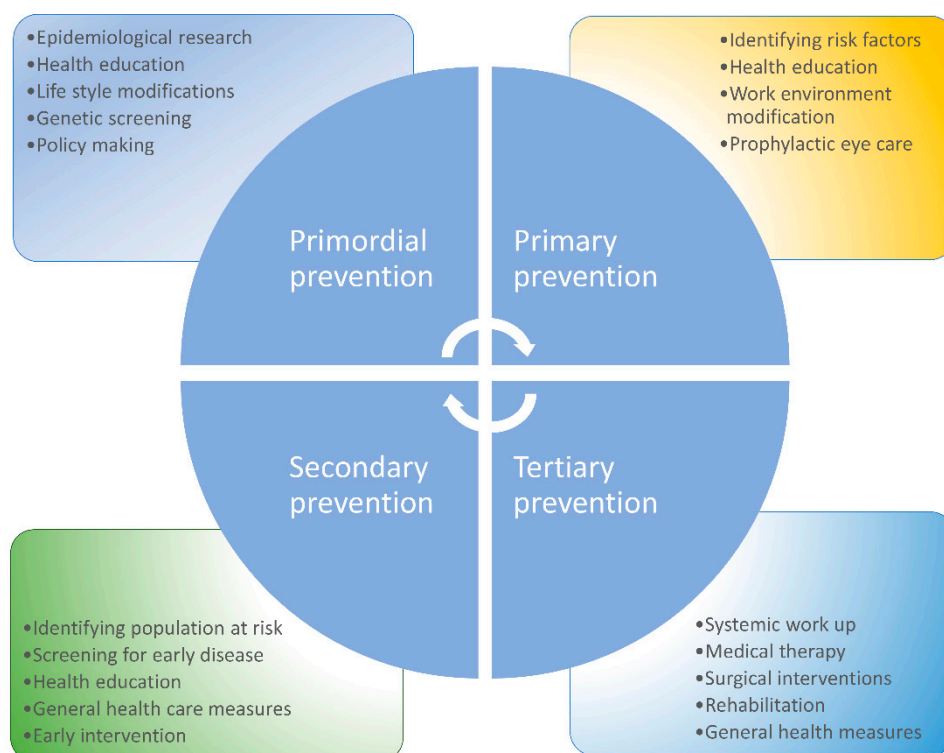 •Epidemiological research
•Health education
•Life style modifications
•Genetic screening
•Policy making
•Identifying risk factors
•Health education
•Work environment
modification
•Prophylactic eye care
Primordial
prevention
Primary
prevention
Secondary
prevention
Tertiary
prevention
•Identifying population at risk
•Screening for early disease
•Health education
•General health care measures
•Early intervention
•Systemic work up
•Medical therapy
•Surgical interventions
•Rehabilitation
•General health measures